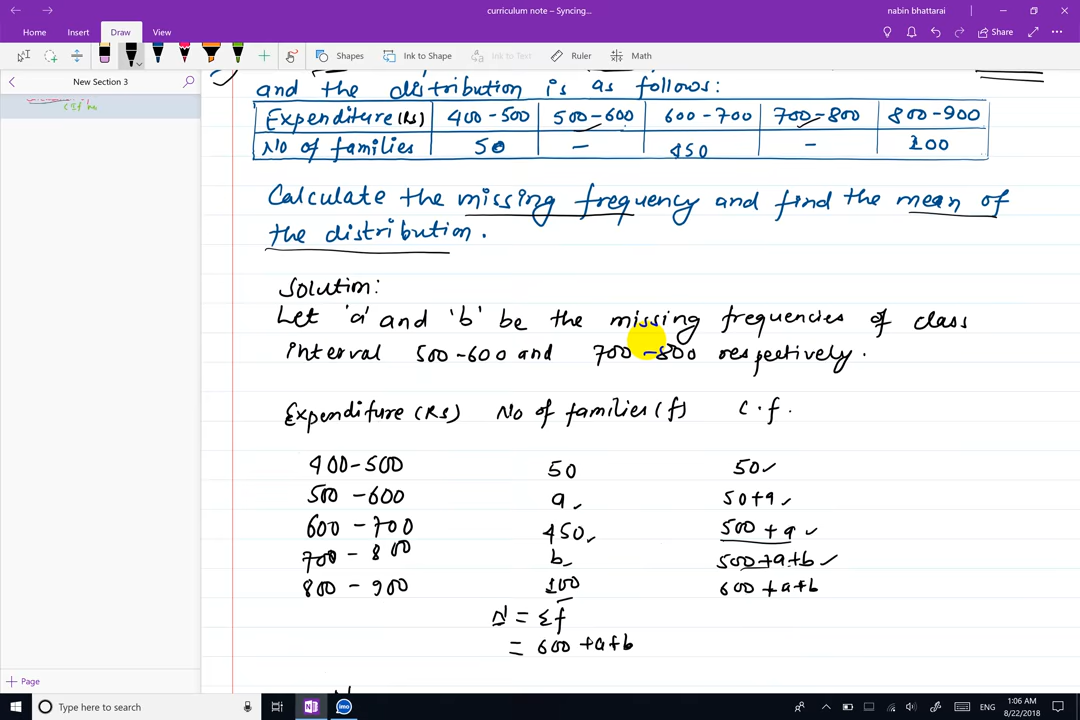 curriculum note – Syncing...
nabin bhattarai
Home Insert Draw View
Share
Shapes Ink to Shape Ink to Text Ruler Math
New Section 3
and the distribution is as follows:
Expenditure (Rs) 400-500 500-600 600-700 700-800 800-900
No of families 50 – 450 – 100
Calculate the missing frequency and find the mean of
the distribution.
Solution:
Let 'a' and 'b' be the missing frequencies of class
interval 500-600 and 700-800 respectively.
Expenditure (Rs) No of families (f) C.f.
400-500 50 50
500-600 a 50+a
600-700 450 500+a
700-800 b 500+a+b
800-900 100 600+a+b
N = Σf
= 600+a+b
N
Page
Type here to search
ENG
1:06 AM
8/22/2018